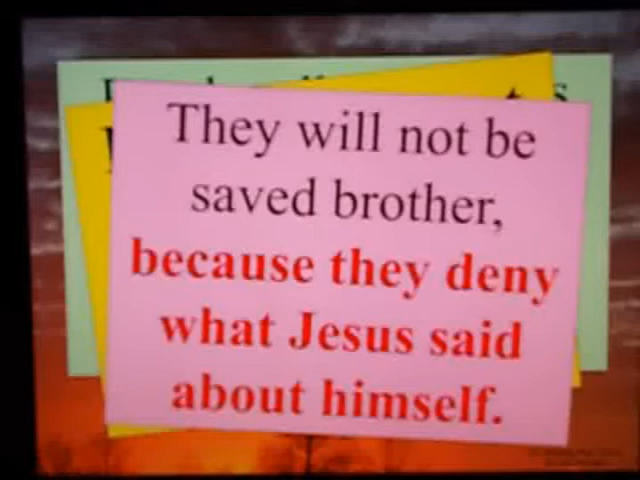 They will not be
saved brother,
because they deny
what Jesus said
about himself.